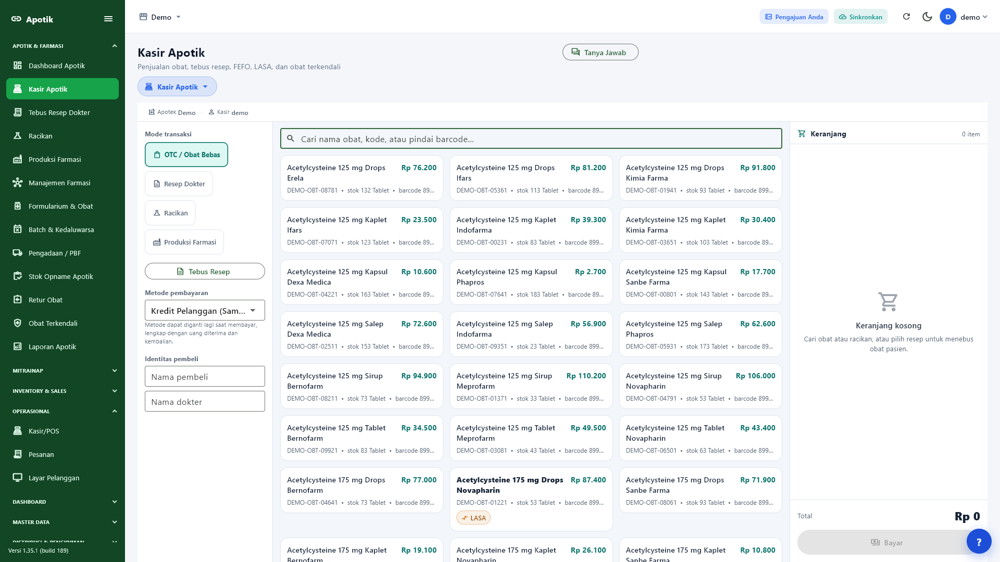 Apotik
APOTIK & FARMASI
Dashboard Apotik
Kasir Apotik
Tebus Resep Dokter
Racikan
Produksi Farmasi
Manajemen Farmasi
Formularium & Obat
Batch & Kedaluwarsa
Pengadaan / PBF
Stok Opname Apotik
Retur Obat
Obat Terkendali
Laporan Apotik
MITRAINAP
INVENTORY & SALES
OPERASIONAL
Kasir/POS
Pesanan
Layar Pelanggan
DASHBOARD
MASTER DATA
DISTRIBUSI & PENGIRIMAN
Versi 1.35.1 (build 189)
Demo
Pengajuan Anda
Sinkronkan
D
demo
Kasir Apotik
Penjualan obat, tebus resep, FEFO, LASA, dan obat terkendali
Tanya Jawab
Kasir Apotik
Apotek Demo · Kasir demo
Mode transaksi
OTC / Obat Bebas
Resep Dokter
Racikan
Produksi Farmasi
Tebus Resep
Metode pembayaran
Kredit Pelanggan (Sam...
Metode dapat diganti lagi saat membayar,
lengkap dengan uang diterima dan
kembalian.
Identitas pembeli
Nama pembeli
Nama dokter
Cari nama obat, kode, atau pindai barcode...
Acetylcysteine 125 mg Drops Rp 76.200
Erela
DEMO-OBT-08781 • stok 132 Tablet • barcode 89...
Acetylcysteine 125 mg Drops Rp 81.200
Ifars
DEMO-OBT-05361 • stok 113 Tablet • barcode 899...
Acetylcysteine 125 mg Drops Rp 91.800
Kimia Farma
DEMO-OBT-01941 • stok 93 Tablet • barcode 899...
Acetylcysteine 125 mg Kaplet Rp 23.500
Ifars
DEMO-OBT-07071 • stok 123 Tablet • barcode 89...
Acetylcysteine 125 mg Kaplet Rp 39.300
Indofarma
DEMO-OBT-00231 • stok 83 Tablet • barcode 899...
Acetylcysteine 125 mg Kaplet Rp 30.400
Kimia Farma
DEMO-OBT-03651 • stok 103 Tablet • barcode 89...
Acetylcysteine 125 mg Kapsul Rp 10.600
Dexa Medica
DEMO-OBT-04221 • stok 163 Tablet • barcode 89...
Acetylcysteine 125 mg Kapsul Rp 2.700
Phapros
DEMO-OBT-07641 • stok 183 Tablet • barcode 89...
Acetylcysteine 125 mg Kapsul Rp 17.700
Sanbe Farma
DEMO-OBT-00801 • stok 143 Tablet • barcode 89...
Acetylcysteine 125 mg Salep Rp 72.600
Dexa Medica
DEMO-OBT-02511 • stok 153 Tablet • barcode 89...
Acetylcysteine 125 mg Salep Rp 56.900
Indofarma
DEMO-OBT-09351 • stok 23 Tablet • barcode 899...
Acetylcysteine 125 mg Salep Rp 62.600
Phapros
DEMO-OBT-05931 • stok 173 Tablet • barcode 89...
Acetylcysteine 125 mg Sirup Rp 94.900
Bernofarm
DEMO-OBT-08211 • stok 73 Tablet • barcode 899...
Acetylcysteine 125 mg Sirup Rp 110.200
Meprofarm
DEMO-OBT-01371 • stok 33 Tablet • barcode 899...
Acetylcysteine 125 mg Sirup Rp 106.000
Novapharin
DEMO-OBT-04791 • stok 53 Tablet • barcode 899...
Acetylcysteine 125 mg Tablet Rp 34.500
Bernofarm
DEMO-OBT-09921 • stok 83 Tablet • barcode 899...
Acetylcysteine 125 mg Tablet Rp 49.500
Meprofarm
DEMO-OBT-03081 • stok 43 Tablet • barcode 899...
Acetylcysteine 125 mg Tablet Rp 43.400
Novapharin
DEMO-OBT-06501 • stok 63 Tablet • barcode 899...
Acetylcysteine 175 mg Drops Rp 77.000
Bernofarm
DEMO-OBT-04641 • stok 73 Tablet • barcode 899...
Acetylcysteine 175 mg Drops Rp 87.400
Novapharin
DEMO-OBT-01221 • stok 53 Tablet • barcode 899...
LASA
Acetylcysteine 175 mg Drops Rp 71.900
Sanbe Farma
DEMO-OBT-08061 • stok 93 Tablet • barcode 899...
Acetylcysteine 175 mg Kaplet Rp 19.100
Bernofarm
Acetylcysteine 175 mg Kaplet Rp 26.100
Novapharin
Acetylcysteine 175 mg Kaplet Rp 10.800
Sanbe Farma
Keranjang
0 item
Keranjang kosong
Cari obat atau racikan, atau pilih resep untuk menebus
obat pasien.
Total Rp 0
Bayar
?